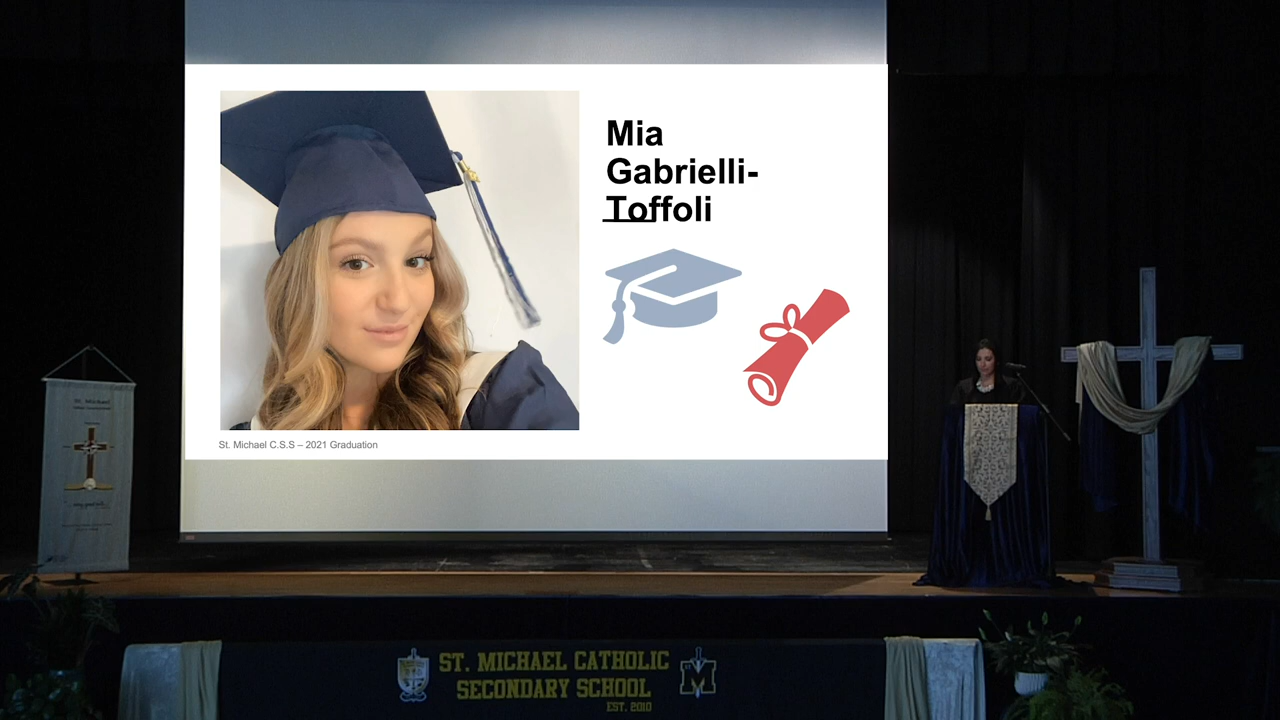 Mia
Gabrielli-
Toffoli
St. Michael C.S.S – 2021 Graduation
ST. MICHAEL CATHOLIC
SECONDARY SCHOOL
EST. 2010